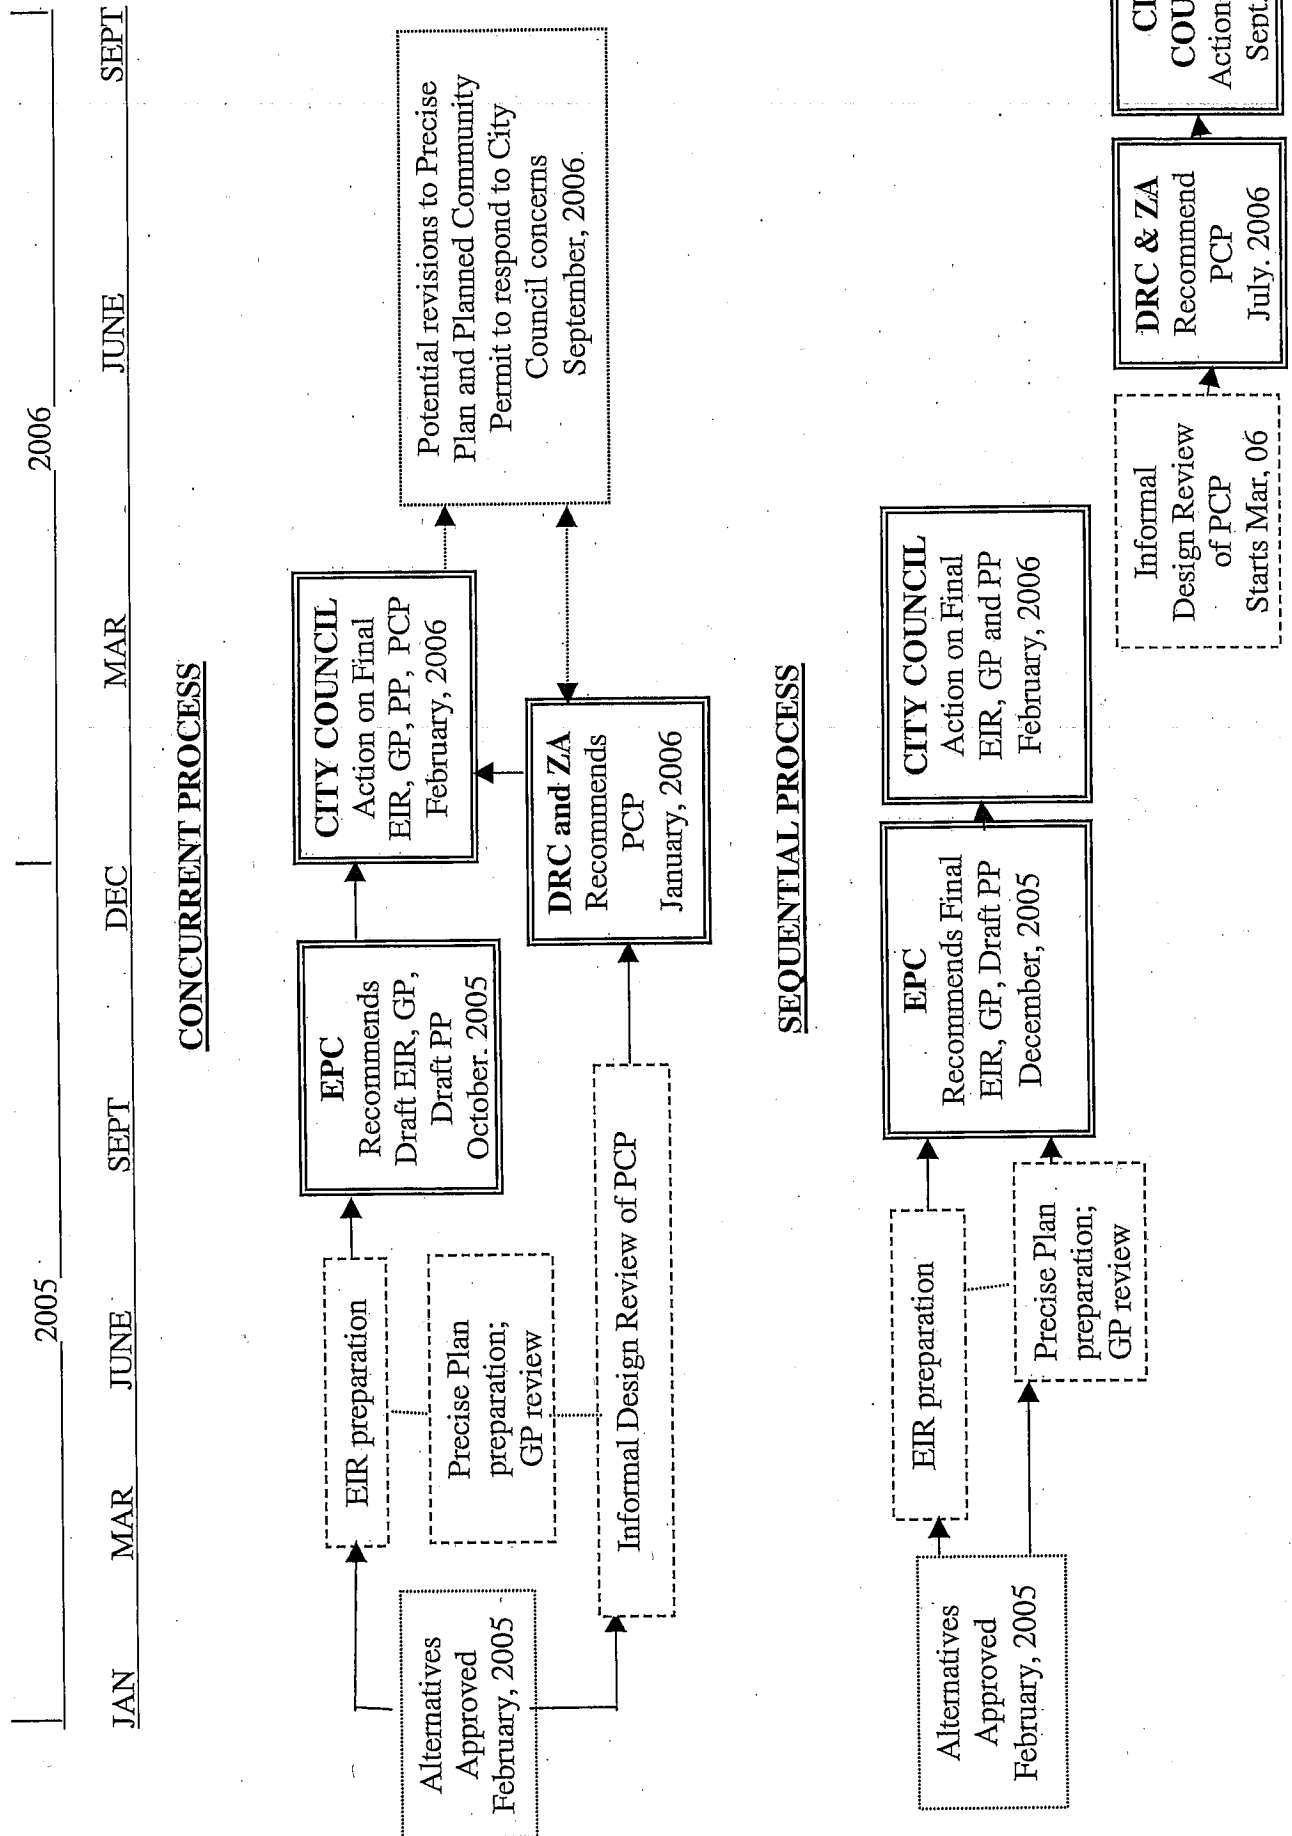 2005
2006
JAN MAR JUNE SEPT DEC MAR JUNE SEPT
CONCURRENT PROCESS
Alternatives
Approved
February, 2005
EIR preparation
Precise Plan
preparation;
GP review
Informal Design Review of PCP
EPC
Recommends
Draft EIR, GP,
Draft PP
October. 2005
CITY COUNCIL
Action on Final
EIR, GP, PP, PCP
February, 2006
DRC and ZA
Recommends
PCP
January, 2006
Potential revisions to Precise
Plan and Planned Community
Permit to respond to City
Council concerns
September, 2006.
SEQUENTIAL PROCESS
Alternatives
Approved
February, 2005
EIR preparation
Precise Plan
preparation;
GP review
EPC
Recommends Final
EIR, GP, Draft PP
December, 2005
CITY COUNCIL
Action on Final
EIR, GP and PP
February, 2006
Informal
Design Review
of PCP
Starts Mar, 06
DRC & ZA
Recommend
PCP
July. 2006
CI
COU
Action
Sept.